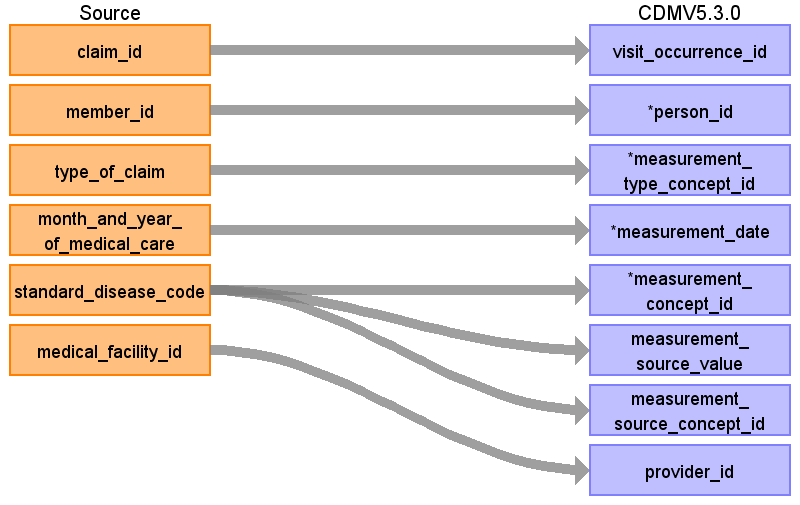 Source
CDMV5.3.0
claim_id
visit_occurrence_id
member_id
*person_id
type_of_claim
*measurement_
type_concept_id
month_and_year_
of_medical_care
*measurement_date
standard_disease_code
*measurement_
concept_id
medical_facility_id
measurement_
source_value
measurement_
source_concept_id
provider_id